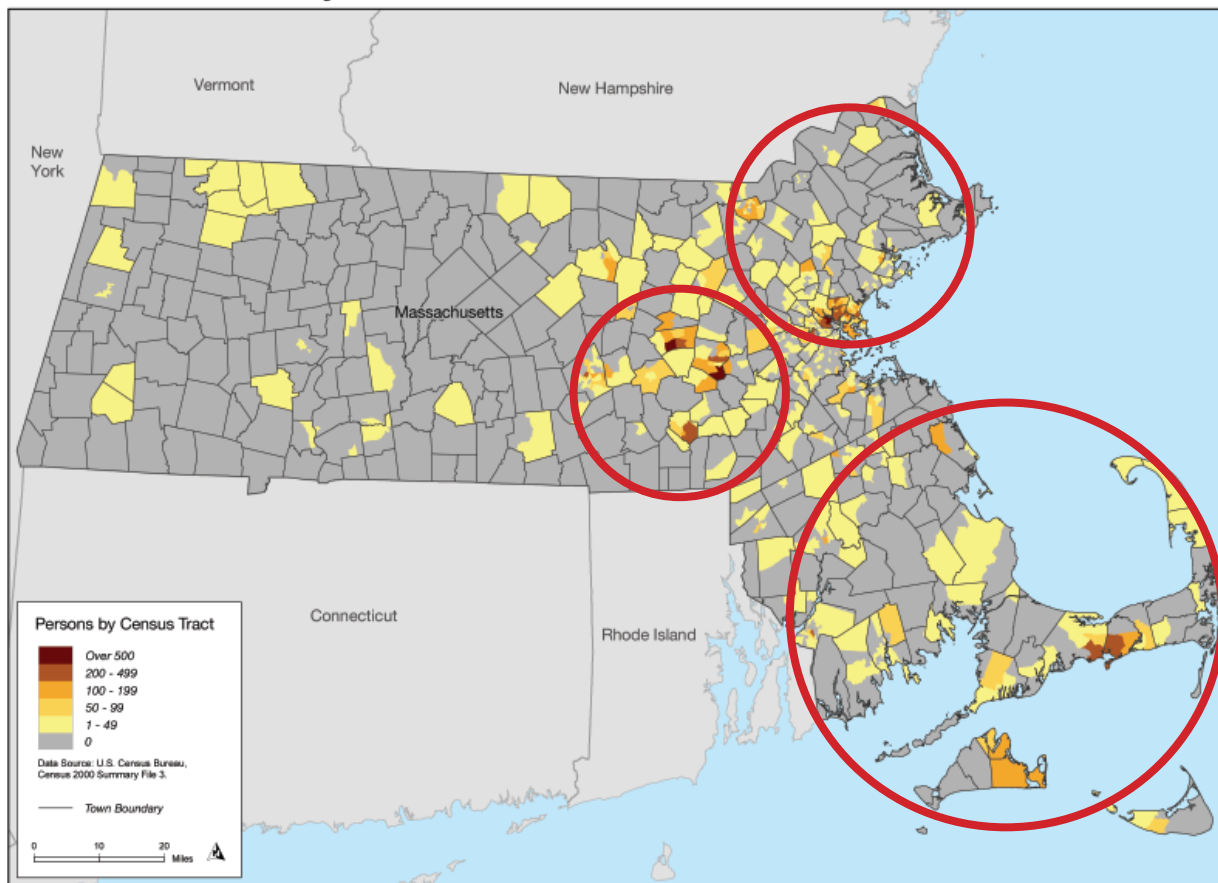 Vermont
New Hampshire
New
York
Massachusetts
Connecticut
Rhode Island
Persons by Census Tract
Over 500
200 - 499
100 - 199
50 - 99
1 - 49
0
Data Source: U.S. Census Bureau,
Census 2000 Summary File 3.
Town Boundary
0 10 20
Miles